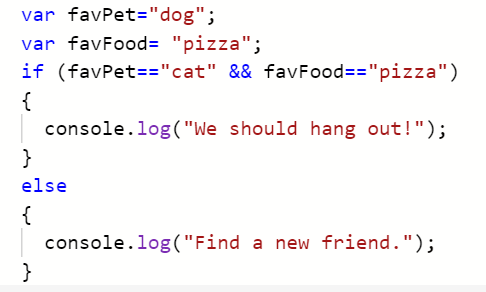 var favPet="dog";
var favFood= "pizza";
if (favPet=="cat" && favFood=="pizza")
{
  console.log("We should hang out!");
}
else
{
  console.log("Find a new friend.");
}